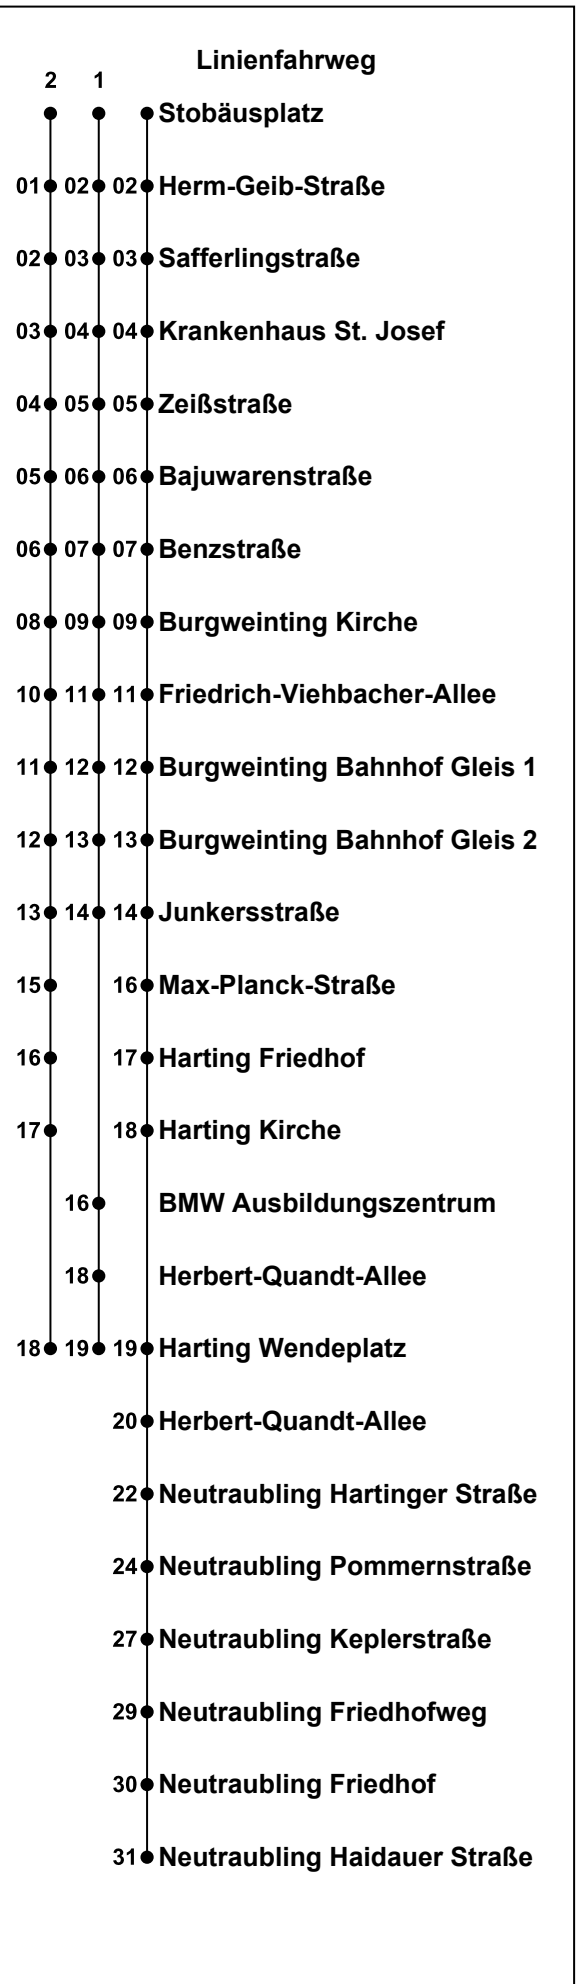 Linienfahrweg
2 1
Stobäusplatz
01 02 02 Herm-Geib-Straße
02 03 03 Safferlingstraße
03 04 04 Krankenhaus St. Josef
04 05 05 Zeißstraße
05 06 06 Bajuwarenstraße
06 07 07 Benzstraße
08 09 09 Burgweinting Kirche
10 11 11 Friedrich-Viehbacher-Allee
11 12 12 Burgweinting Bahnhof Gleis 1
12 13 13 Burgweinting Bahnhof Gleis 2
13 14 14 Junkersstraße
15 16 Max-Planck-Straße
16 17 Harting Friedhof
17 18 Harting Kirche
16 BMW Ausbildungszentrum
18 Herbert-Quandt-Allee
18 19 19 Harting Wendeplatz
20 Herbert-Quandt-Allee
22 Neutraubling Hartinger Straße
24 Neutraubling Pommernstraße
27 Neutraubling Keplerstraße
29 Neutraubling Friedhofweg
30 Neutraubling Friedhof
31 Neutraubling Haidauer Straße